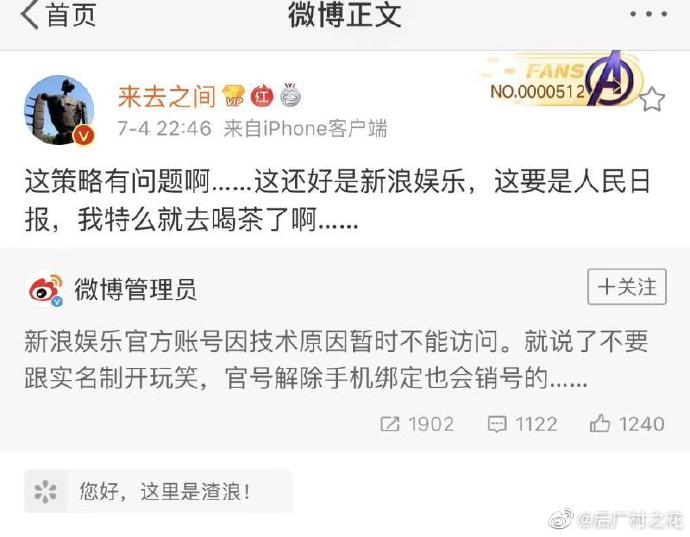 首页
微博正文
FANS
NO.0000512
来去之间
VIP
红
7-4 22:46 来自iPhone客户端
这策略有问题啊......这还好是新浪娱乐，这要是人民日
报，我特么就去喝茶了啊......
微博管理员
+关注
新浪娱乐官方账号因技术原因暂时不能访问。就说了不要
跟实名制开玩笑，官号解除手机绑定也会销号的......
1902
1122
1240
您好，这里是渣浪！
@后厂村之花